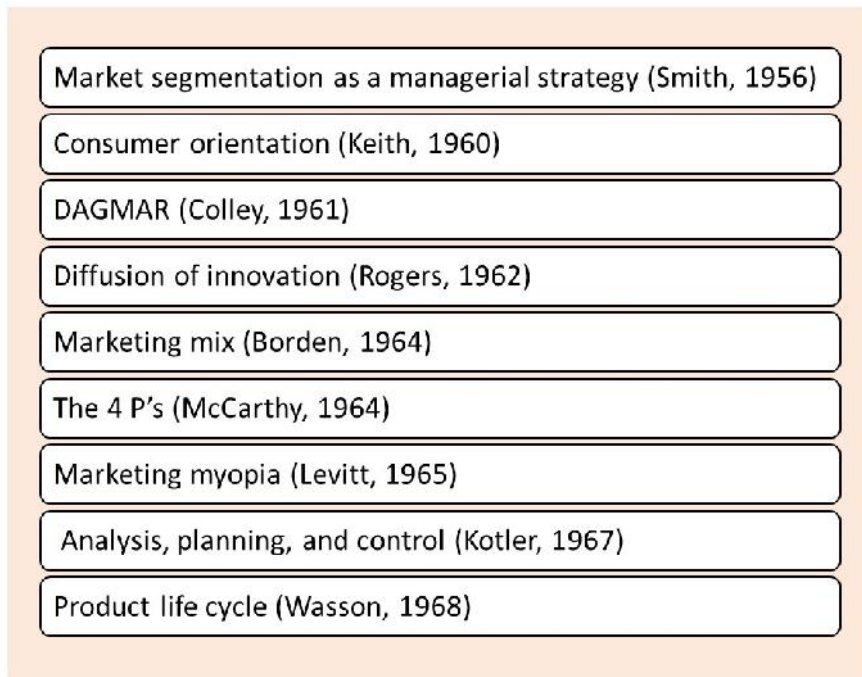 Market segmentation as a managerial strategy (Smith, 1956)
Consumer orientation (Keith, 1960)
DAGMAR (Colley, 1961)
Diffusion of innovation (Rogers, 1962)
Marketing mix (Borden, 1964)
The 4 P’s (McCarthy, 1964)
Marketing myopia (Levitt, 1965)
Analysis, planning, and control (Kotler, 1967)
Product life cycle (Wasson, 1968)